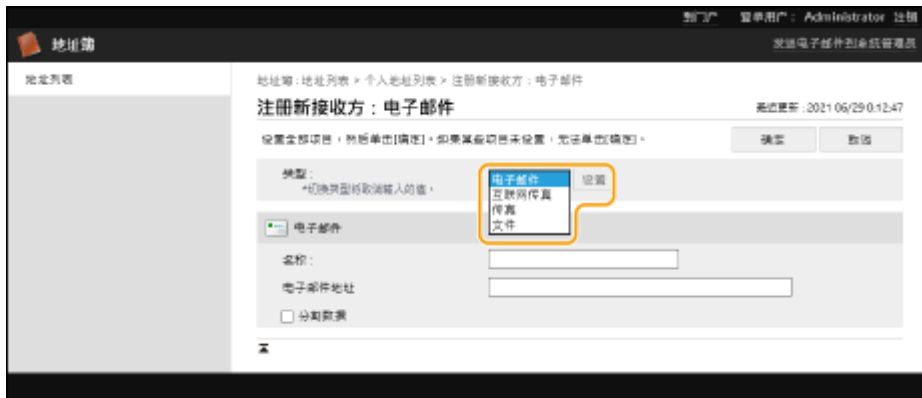 到门户 登录用户： Administrator 注销
地址簿
发送电子邮件到系统管理员
地址列表
地址簿 : 地址列表 > 个人地址列表 > 注册新接收方：电子邮件
注册新接收方：电子邮件
最近更新 : 2021 06/29 0:12:47
设置全部项目，然后单击[确定]。如果某些项目未设置，无法单击[确定]。
确定 取消
类型 :
电子邮件 设置
*切换类型将取消输入的值。
互联网传真
传真
文件
电子邮件
名称 :
电子邮件地址
分割数据